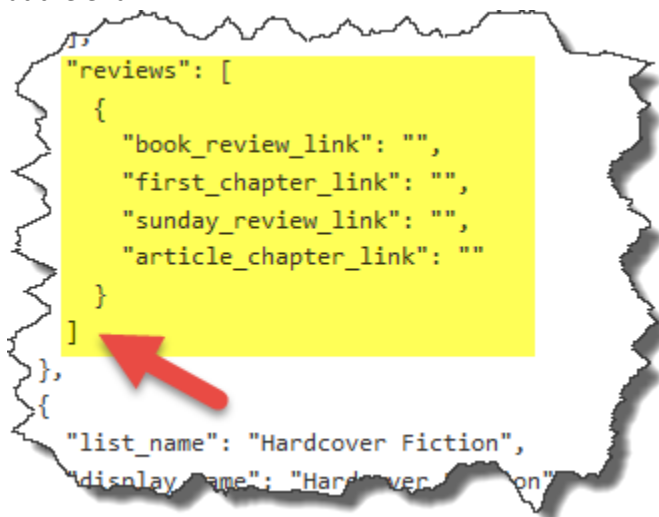 ],
"reviews": [
{
"book_review_link": "",
"first_chapter_link": "",
"sunday_review_link": "",
"article_chapter_link": ""
}
]
},
{
"list_name": "Hardcover Fiction",